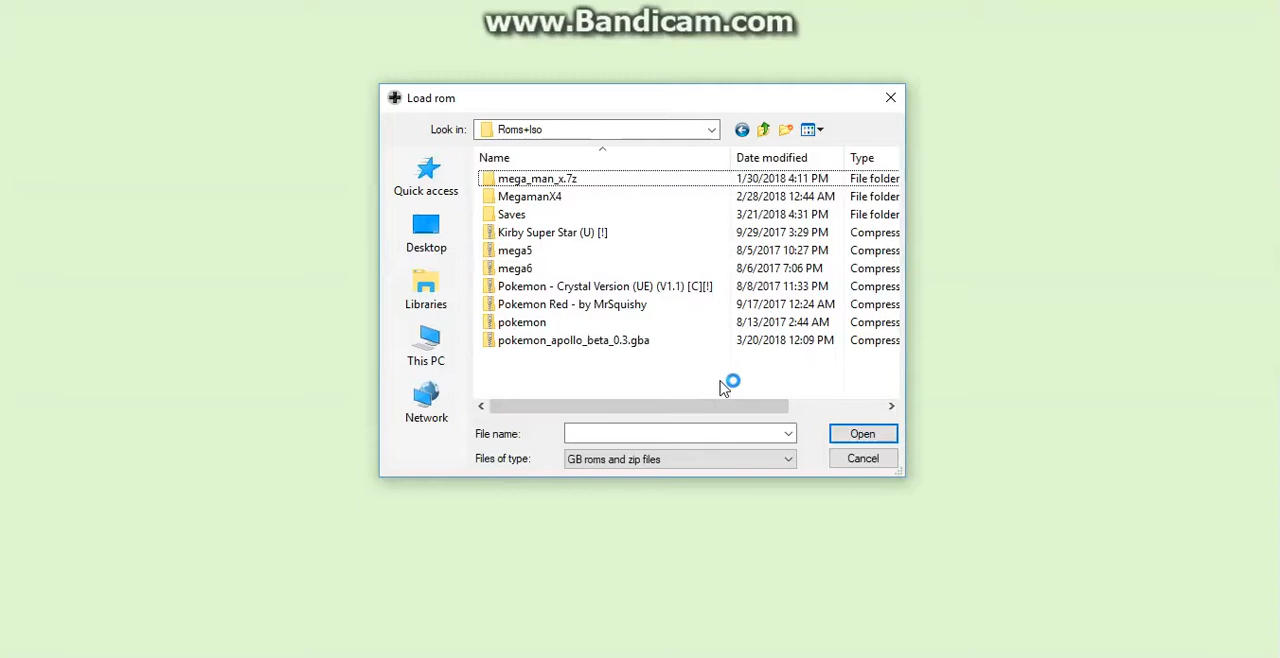 www.Bandicam.com
Load rom
Look in: Roms+Iso
Name Date modified Type
mega_man_x.7z 1/30/2018 4:11 PM File folder
MegamanX4 2/28/2018 12:44 AM File folder
Saves 3/21/2018 4:31 PM File folder
Kirby Super Star (U) [!] 9/29/2017 3:29 PM Compress
mega5 8/5/2017 10:27 PM Compress
mega6 8/6/2017 7:06 PM Compress
Pokemon - Crystal Version (UE) (V1.1) [C][!] 8/8/2017 11:33 PM Compress
Pokemon Red - by MrSquishy 9/17/2017 12:24 AM Compress
pokemon 8/13/2017 2:44 AM Compress
pokemon_apollo_beta_0.3.gba 3/20/2018 12:09 PM Compress
Quick access
Desktop
Libraries
This PC
Network
File name: Open
Files of type: GB roms and zip files Cancel